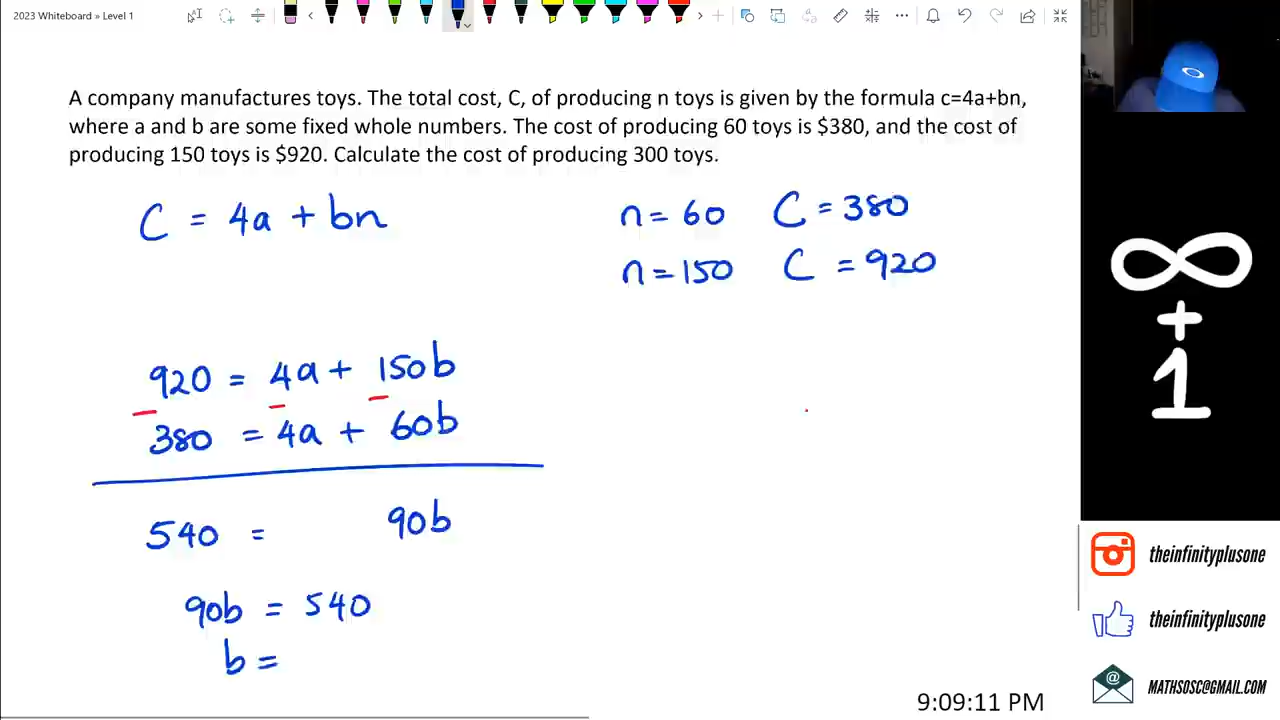 2023 Whiteboard » Level 1
A company manufactures toys. The total cost, C, of producing n toys is given by the formula c=4a+bn,
where a and b are some fixed whole numbers. The cost of producing 60 toys is $380, and the cost of
producing 150 toys is $920. Calculate the cost of producing 300 toys.
C = 4a + bn
n = 60 C = 380
n = 150 C = 920
920 = 4a + 150b
380 = 4a + 60b
540 = 90b
90b = 540
b =
∞
+
1
theinfinityplusone
theinfinityplusone
MATHSOSC@GMAIL.COM
9:09:11 PM